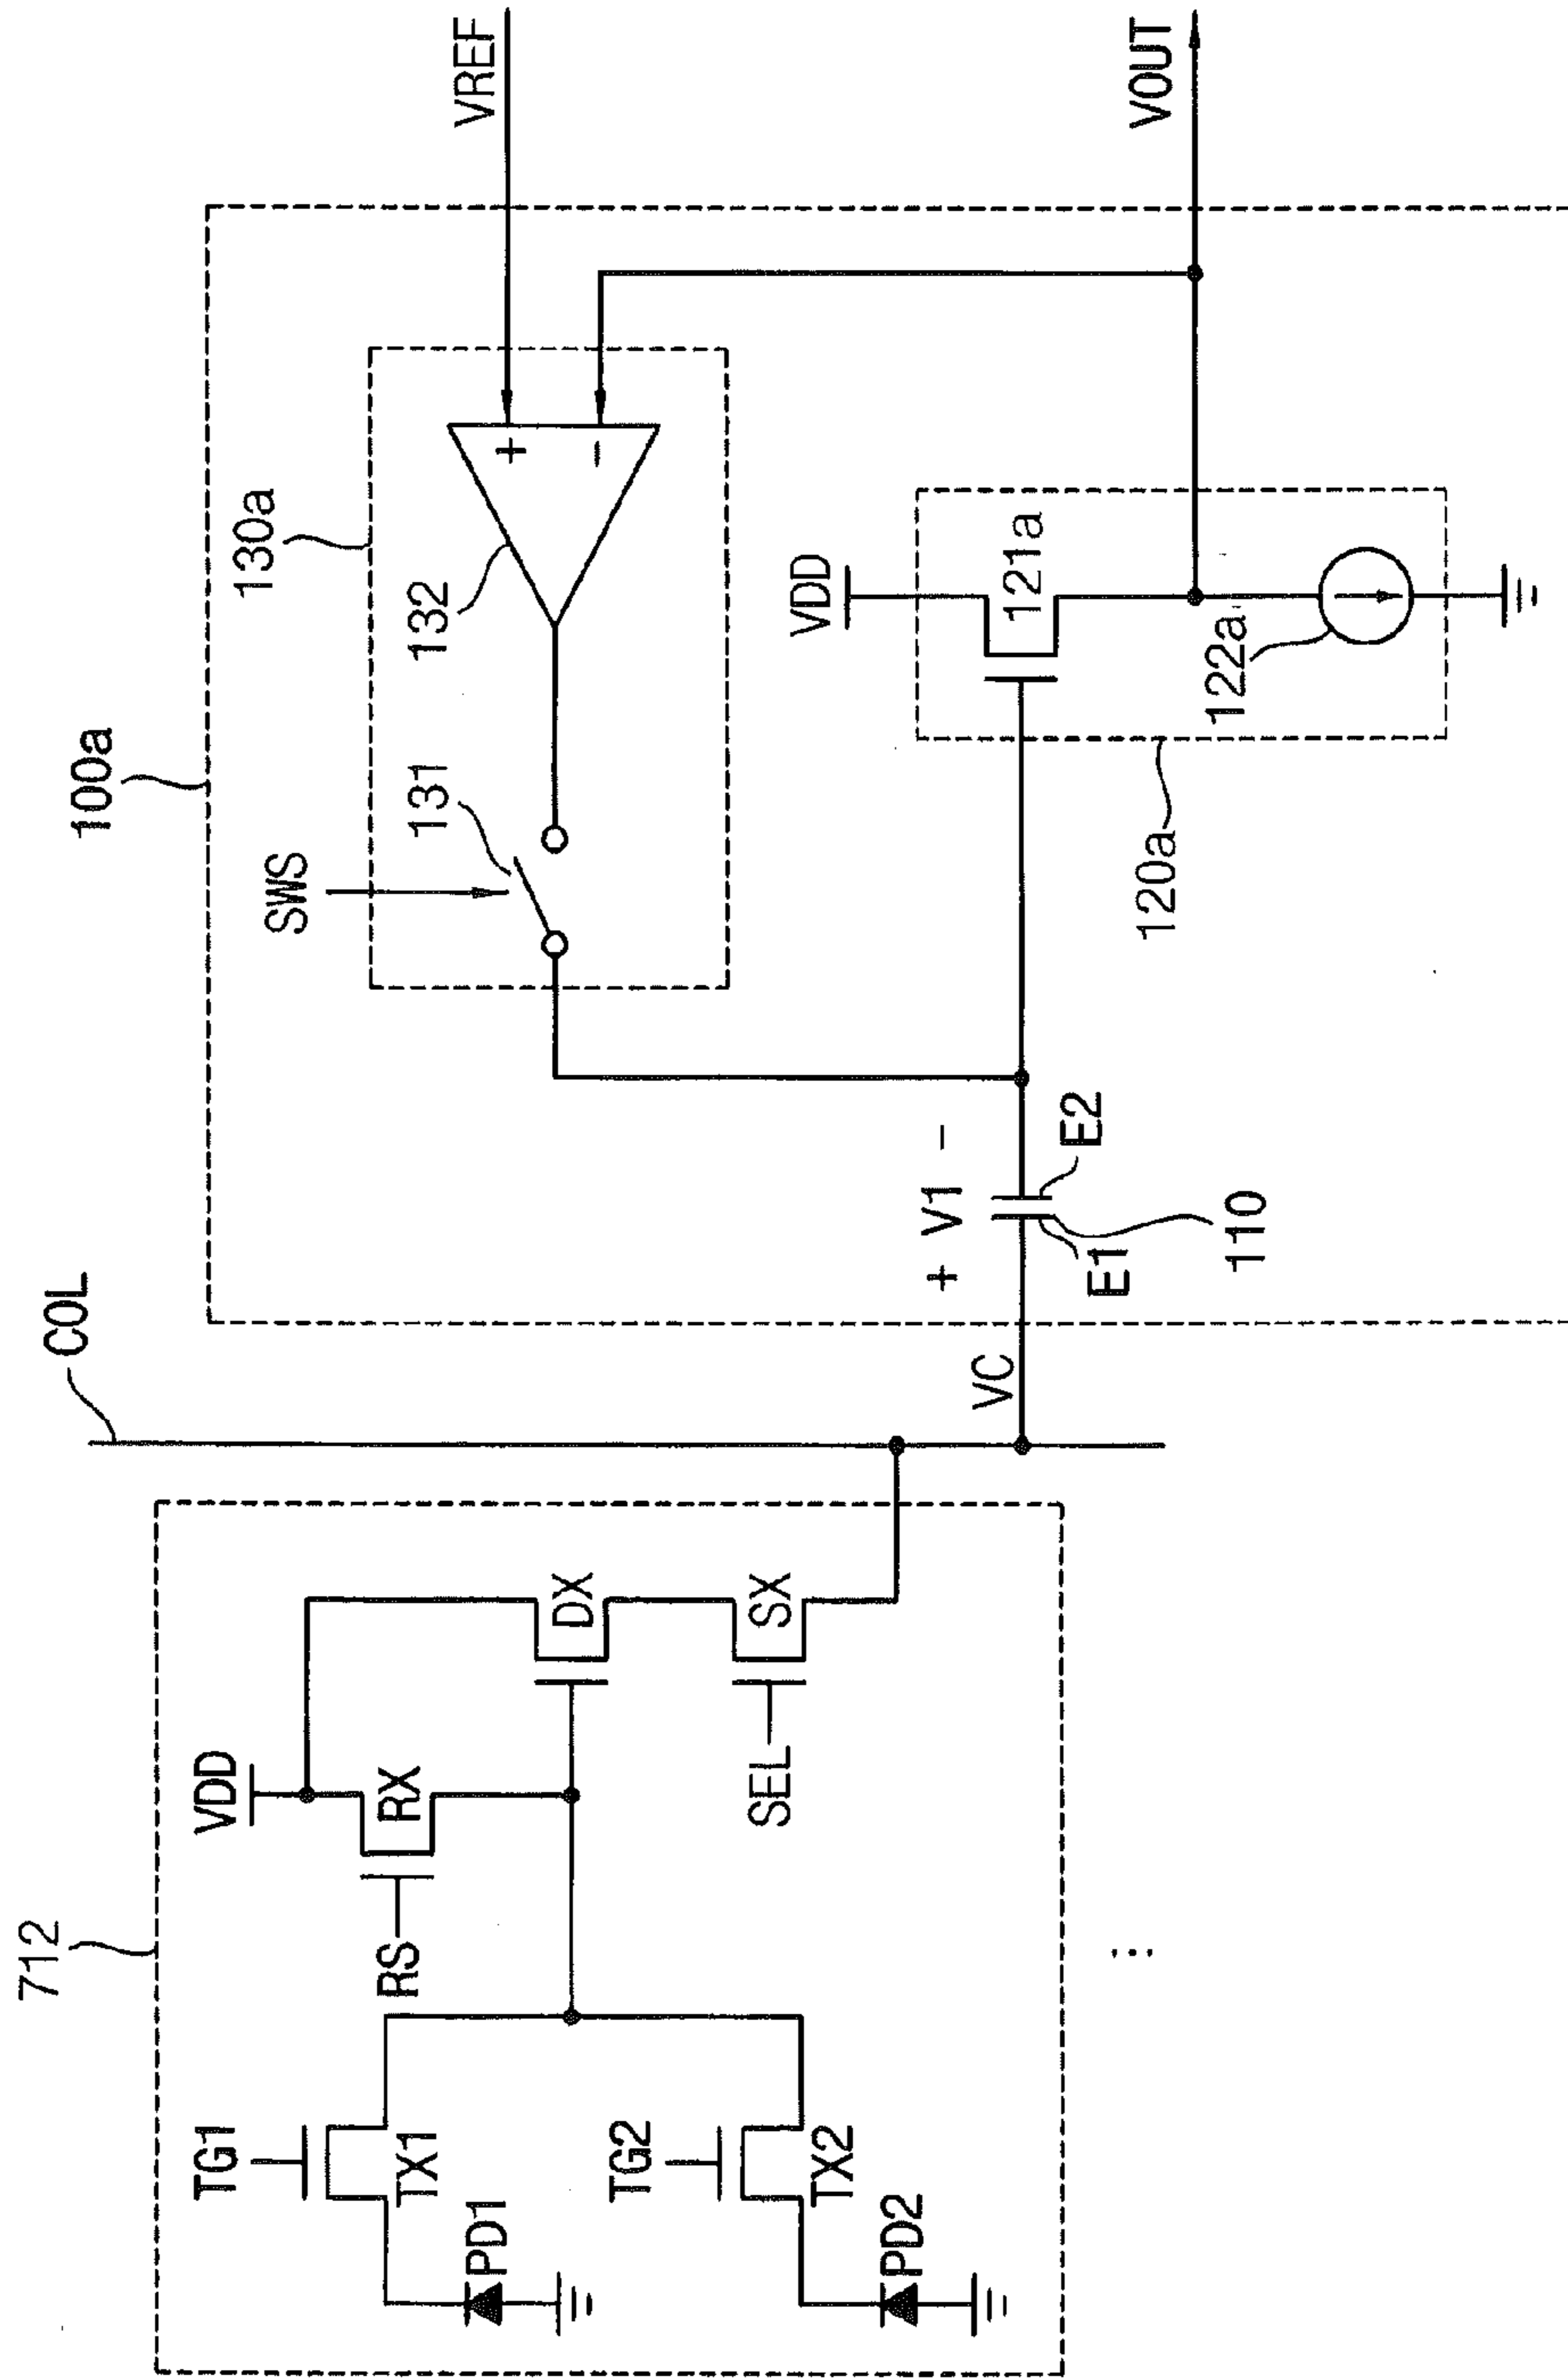 712
VDD
RS
RX
DX
SEL
SX
TG1
TX1
PD1
TG2
TX2
PD2
⋮
COL
VC
100a
+ V1 -
E1
E2
110
SWS
131
132
130a
+
-
VREF
VDD
121a
122a
120a
VOUT